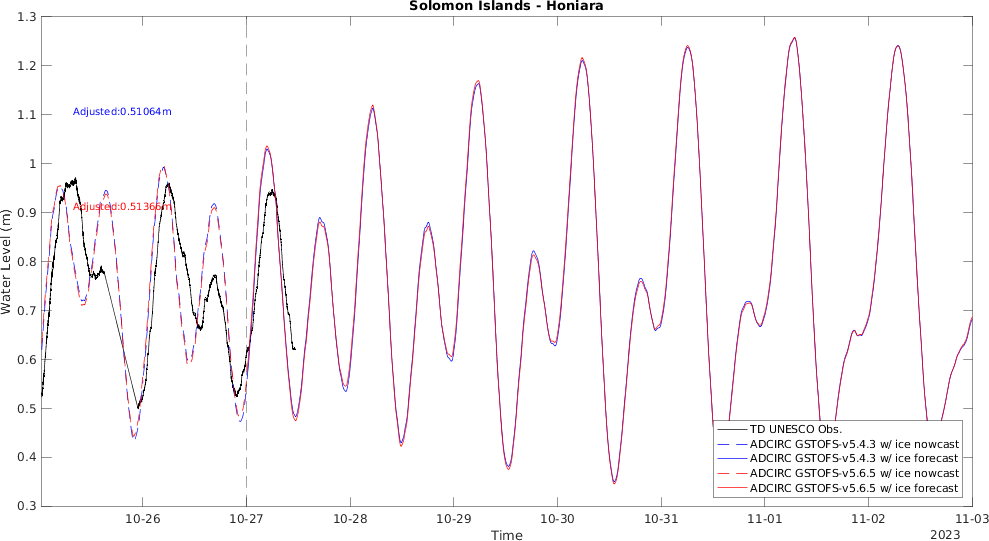 Solomon Islands - Honiara
1.3
1.2
1.1
1
0.9
0.8
0.7
0.6
0.5
0.4
0.3
Water Level (m)
Adjusted:0.51064m
Adjusted:0.51366m
TD UNESCO Obs.
ADCIRC GSTOFS-v5.4.3 w/ ice nowcast
ADCIRC GSTOFS-v5.4.3 w/ ice forecast
ADCIRC GSTOFS-v5.6.5 w/ ice nowcast
ADCIRC GSTOFS-v5.6.5 w/ ice forecast
10-26 10-27 10-28 10-29 10-30 10-31 11-01 11-02 11-03
2023
Time